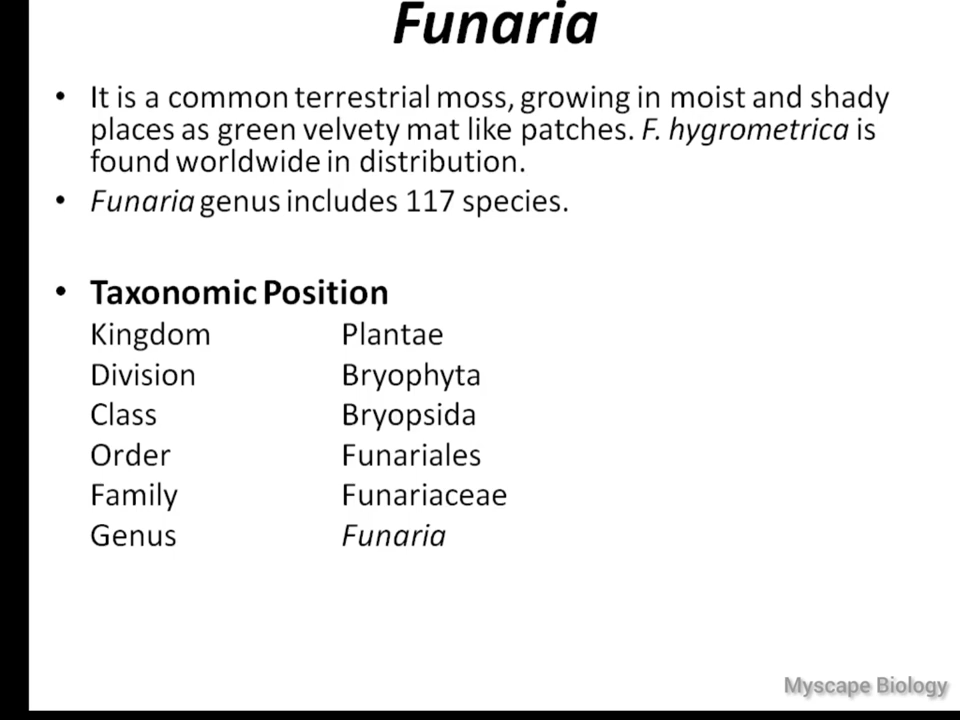 Funaria
• It is a common terrestrial moss, growing in moist and shady
places as green velvety mat like patches. F. hygrometrica is
found worldwide in distribution.
• Funaria genus includes 117 species.
• Taxonomic Position
Kingdom Plantae
Division Bryophyta
Class Bryopsida
Order Funariales
Family Funariaceae
Genus Funaria
Myscape Biology